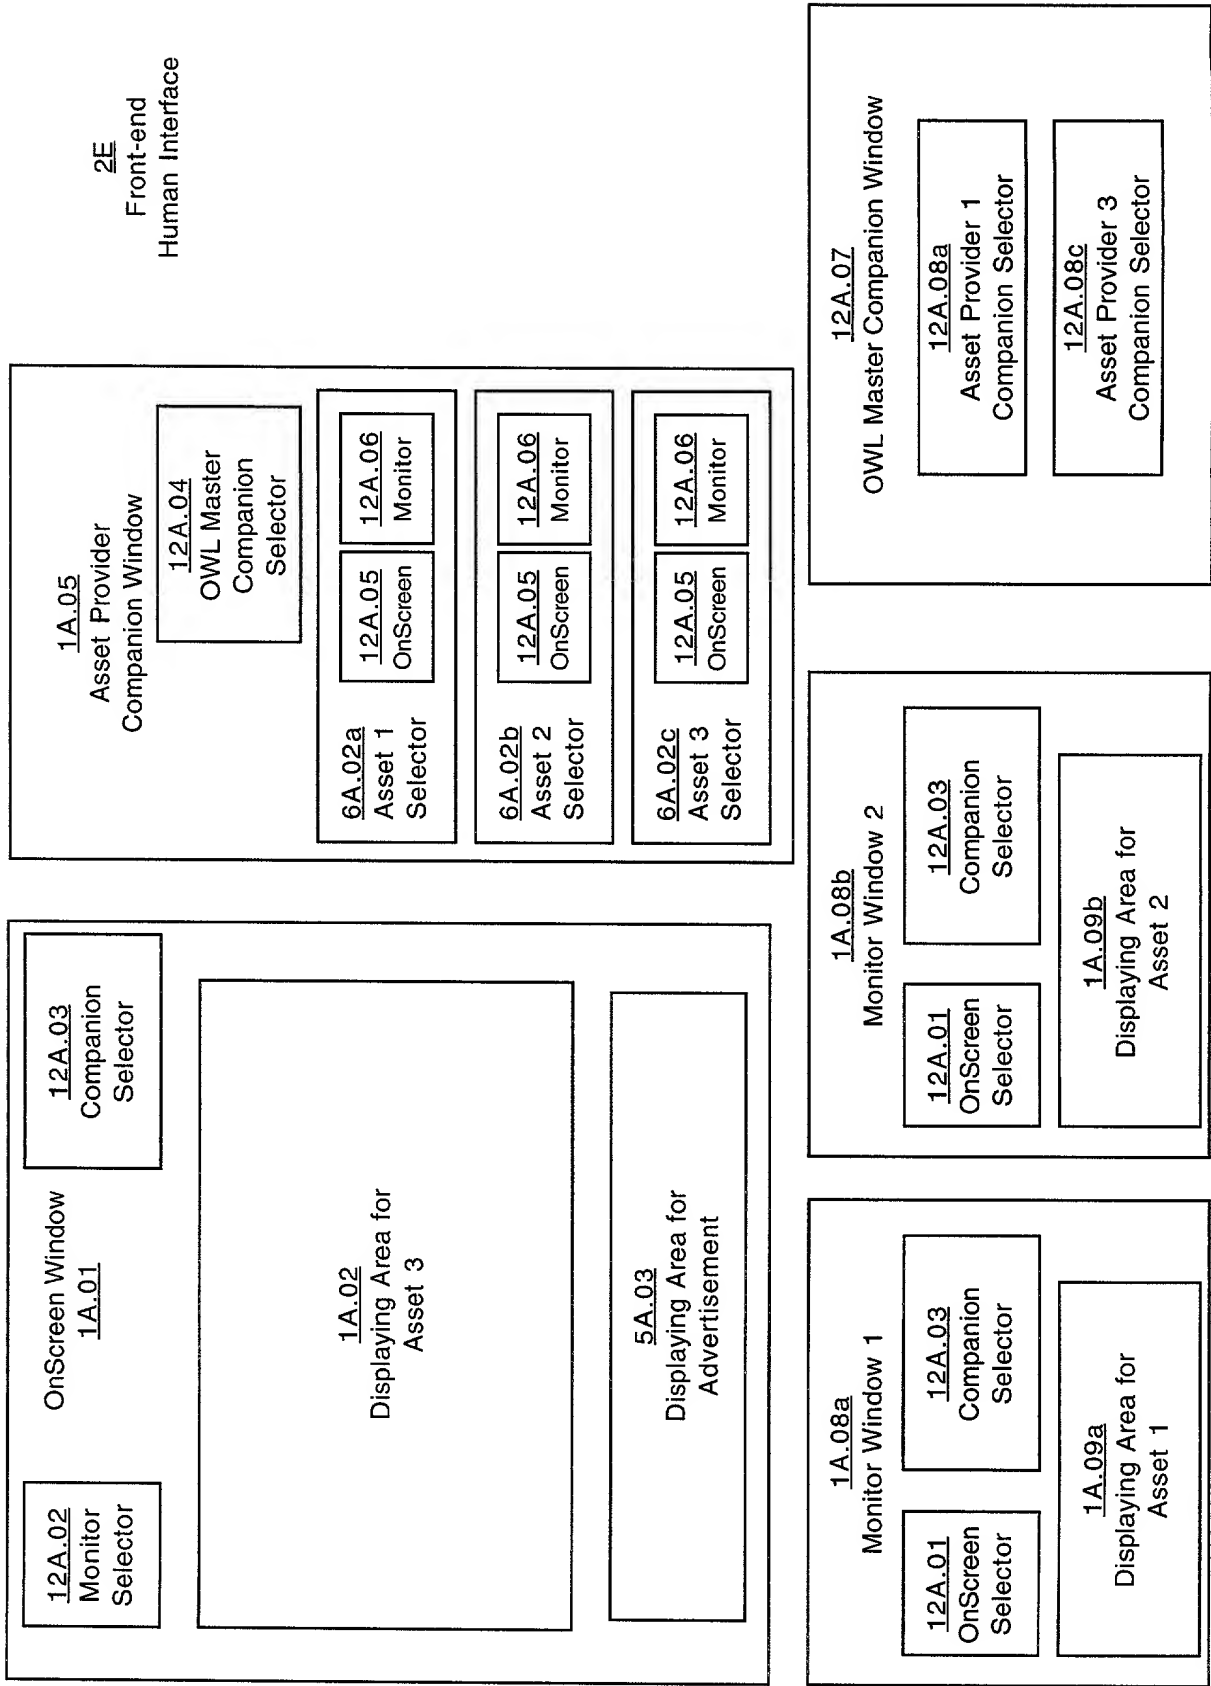 2E
Front-end
Human Interface
12A.02
Monitor
Selector
OnScreen Window
1A.01
12A.03
Companion
Selector
1A.02
Displaying Area for
Asset 3
5A.03
Displaying Area for
Advertisement
1A.05
Asset Provider
Companion Window
12A.04
OWL Master
Companion
Selector
6A.02a
Asset 1
Selector
12A.05
OnScreen
12A.06
Monitor
6A.02b
Asset 2
Selector
12A.05
OnScreen
12A.06
Monitor
6A.02c
Asset 3
Selector
12A.05
OnScreen
12A.06
Monitor
1A.08a
Monitor Window 1
12A.01
OnScreen
Selector
12A.03
Companion
Selector
1A.09a
Displaying Area for
Asset 1
1A.08b
Monitor Window 2
12A.01
OnScreen
Selector
12A.03
Companion
Selector
1A.09b
Displaying Area for
Asset 2
12A.07
OWL Master Companion Window
12A.08a
Asset Provider 1
Companion Selector
12A.08c
Asset Provider 3
Companion Selector